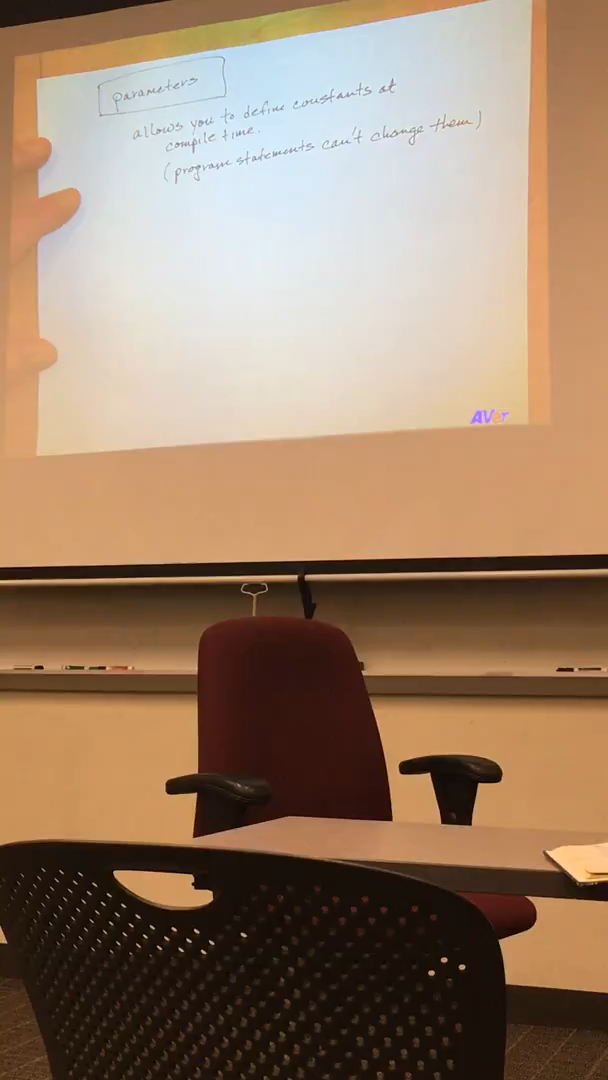 parameters
allows you to define constants at
compile time.
(program statements can't change them)
AVer